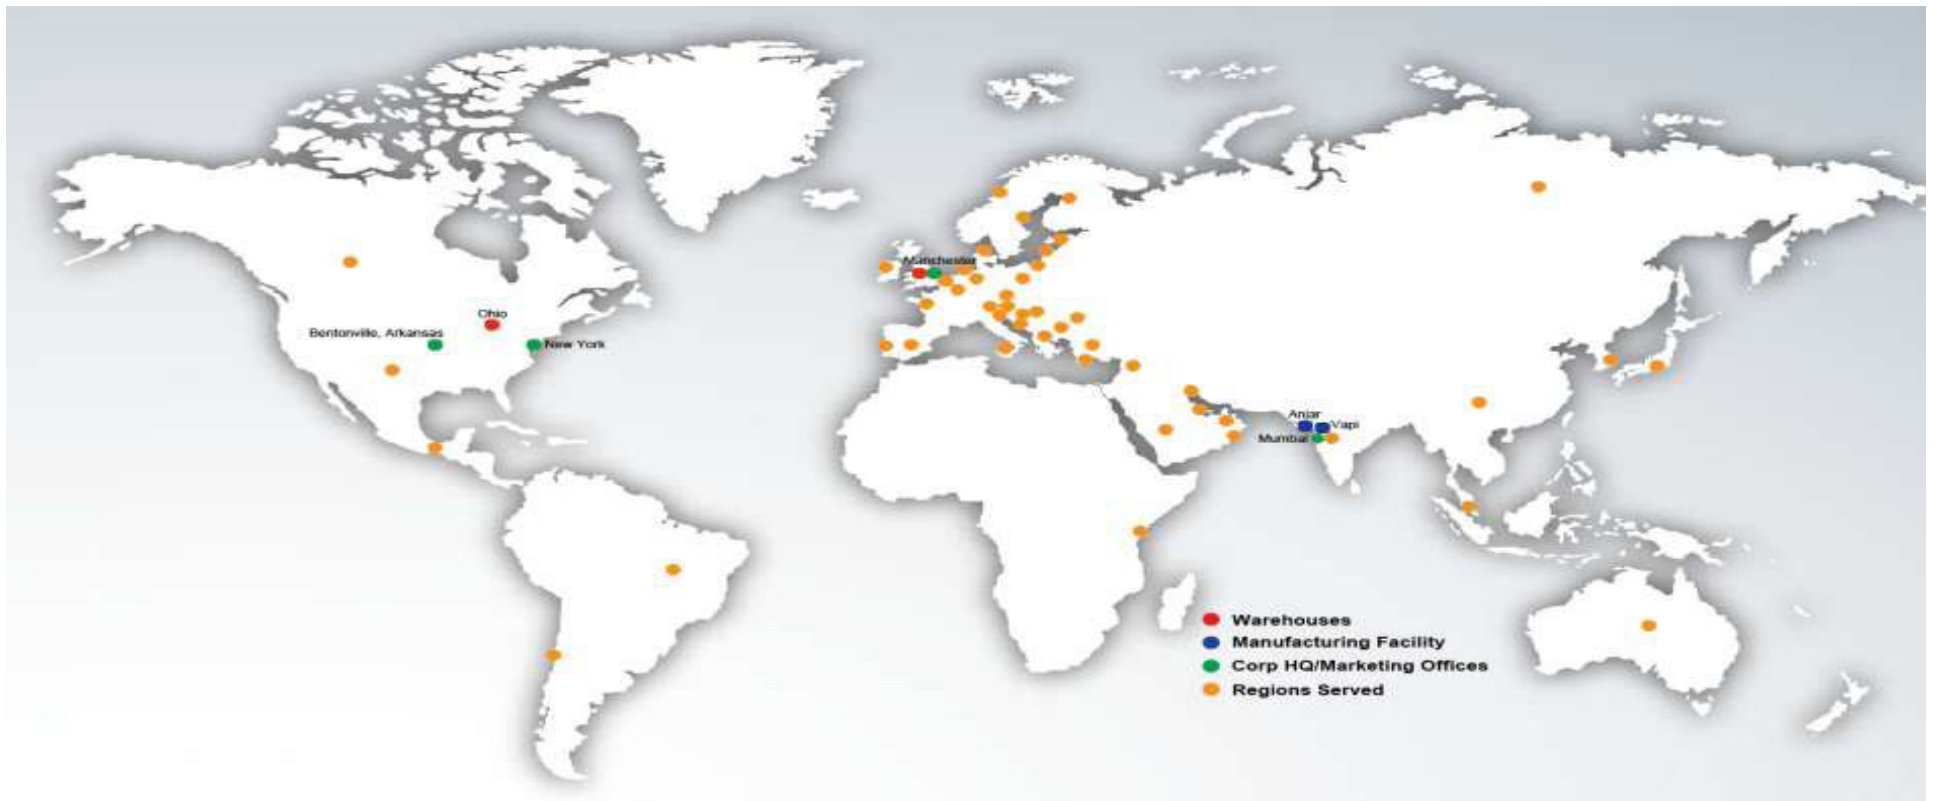 Manchester
Ohio
Bentonville, Arkansas
New York
Anjar
Vapi
Mumbai
Warehouses
Manufacturing Facility
Corp HQ/Marketing Offices
Regions Served